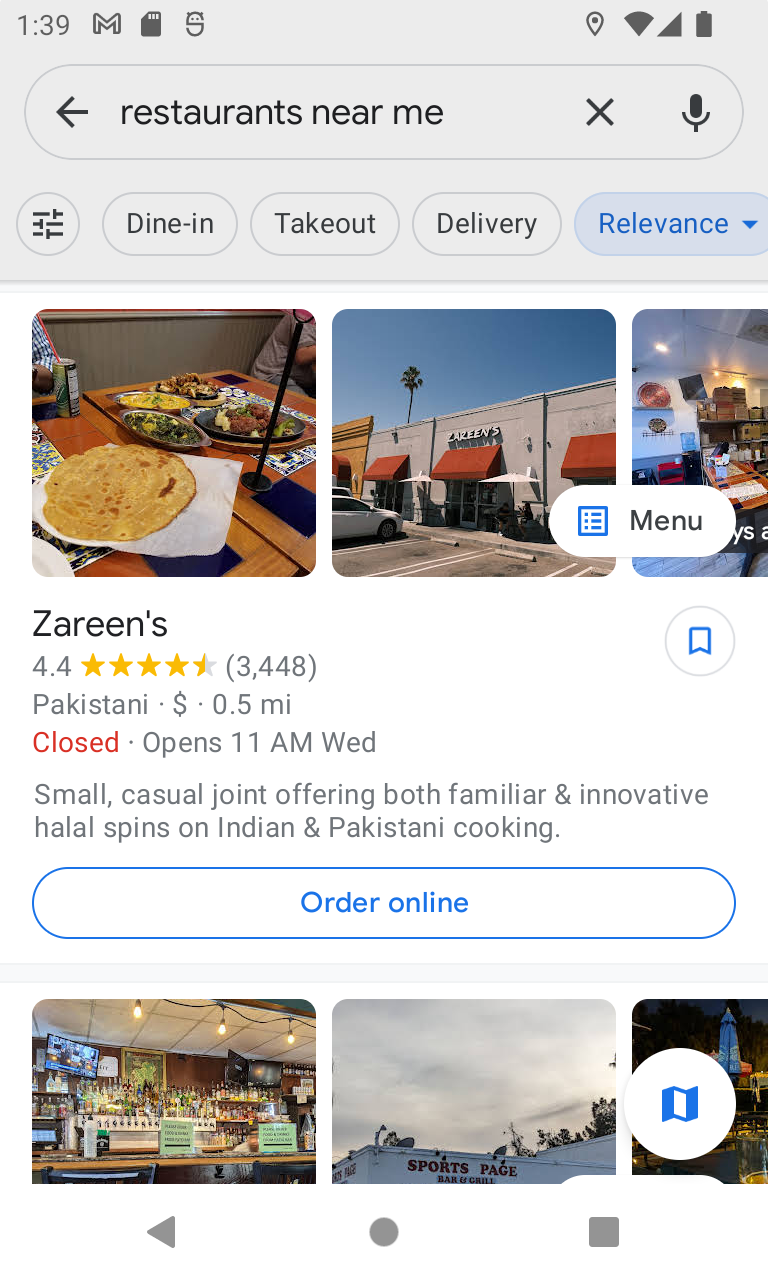 1:39
restaurants near me
Dine-in
Takeout
Delivery
Relevance
ZAREEN'S
Menu
ys a
Zareen's
4.4 (3,448)
Pakistani · $ · 0.5 mi
Closed · Opens 11 AM Wed
Small, casual joint offering both familiar & innovative
halal spins on Indian & Pakistani cooking.
Order online
SPORTS PAGE
BAR & GRILL